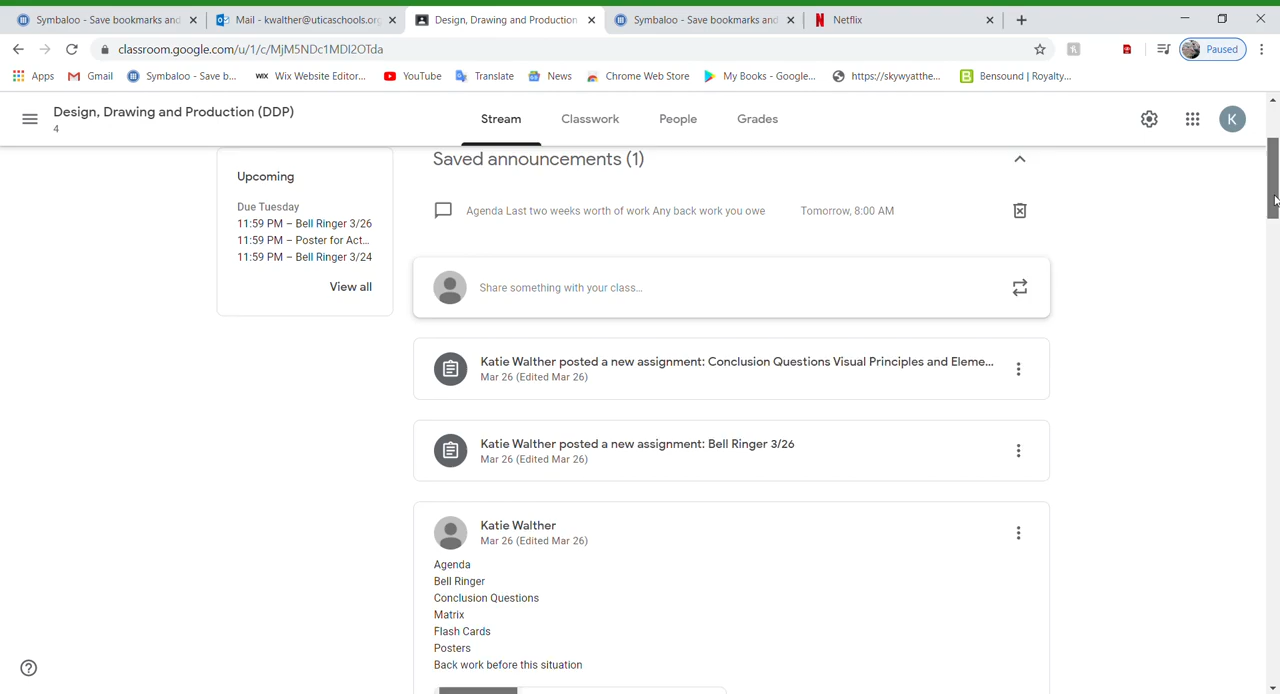 Symbaloo - Save bookmarks and
Mail - kwalther@uticaschools.org
Design, Drawing and Production
Symbaloo - Save bookmarks and
Netflix
classroom.google.com/u/1/c/MjM5NDc1MDI2OTda
Paused
Apps
Gmail
Symbaloo - Save b...
WiX Wix Website Editor...
YouTube
Translate
News
Chrome Web Store
My Books - Google...
https://skywyatthe...
Bensound | Royalty...
Design, Drawing and Production (DDP)
4
Stream
Classwork
People
Grades
K
Upcoming
Due Tuesday
11:59 PM – Bell Ringer 3/26
11:59 PM – Poster for Act...
11:59 PM – Bell Ringer 3/24
View all
Saved announcements (1)
Agenda Last two weeks worth of work Any back work you owe
Tomorrow, 8:00 AM
Share something with your class...
Katie Walther posted a new assignment: Conclusion Questions Visual Principles and Eleme...
Mar 26 (Edited Mar 26)
Katie Walther posted a new assignment: Bell Ringer 3/26
Mar 26 (Edited Mar 26)
Katie Walther
Mar 26 (Edited Mar 26)
Agenda
Bell Ringer
Conclusion Questions
Matrix
Flash Cards
Posters
Back work before this situation